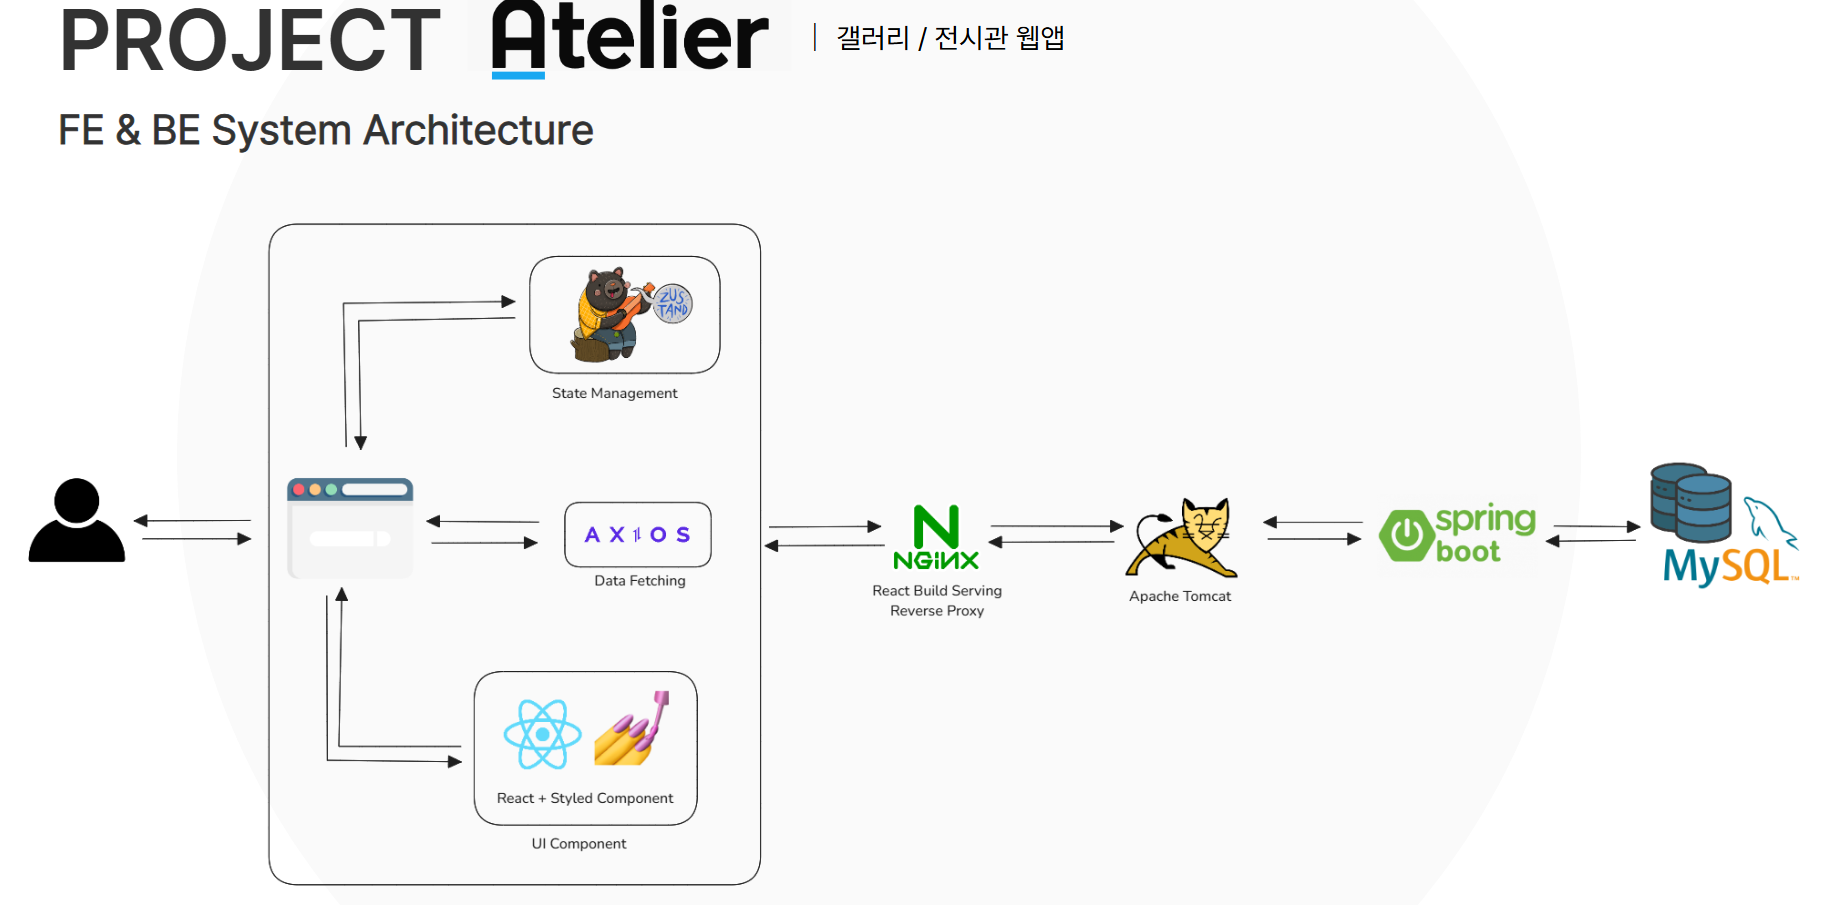 PROJECT Atelier | 갤러리 / 전시관 웹앱
FE & BE System Architecture
ZUS
TAND
State Management
AXIOS
Data Fetching
NGINX
React Build Serving
Reverse Proxy
Apache Tomcat
spring
boot
MySQL™
React + Styled Component
UI Component